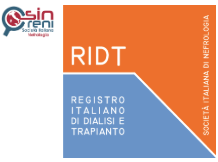 sin
reni
Società Italiana
Nefrologia
RIDT
REGISTRO
ITALIANO
DI DIALISI E
TRAPIANTO
SOCIETÀ ITALIANA DI NEFROLOGIA